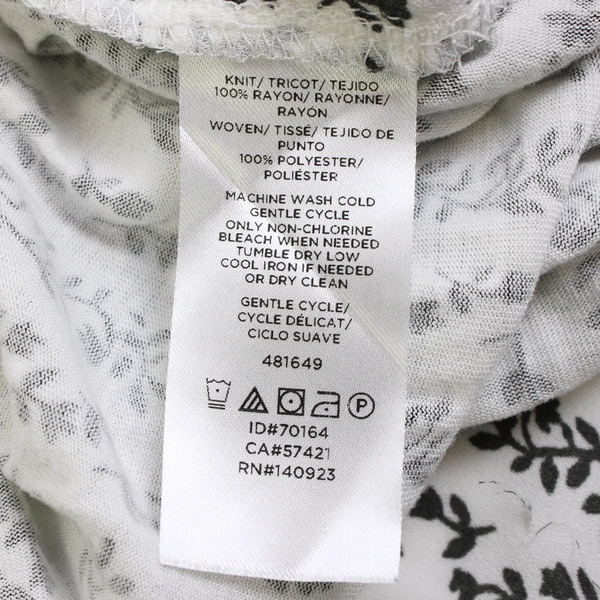 KNIT/ TRICOT/ TEJIDO
100% RAYON/ RAYONNE/
RAYÓN
WOVEN/ TISSÉ/ TEJIDO DE
PUNTO
100% POLYESTER/
POLIÉSTER
MACHINE WASH COLD
GENTLE CYCLE
ONLY NON-CHLORINE
BLEACH WHEN NEEDED
TUMBLE DRY LOW
COOL IRON IF NEEDED
OR DRY CLEAN
GENTLE CYCLE/
CYCLE DÉLICAT/
CICLO SUAVE
481649
P
ID#70164
CA#57421
RN#140923